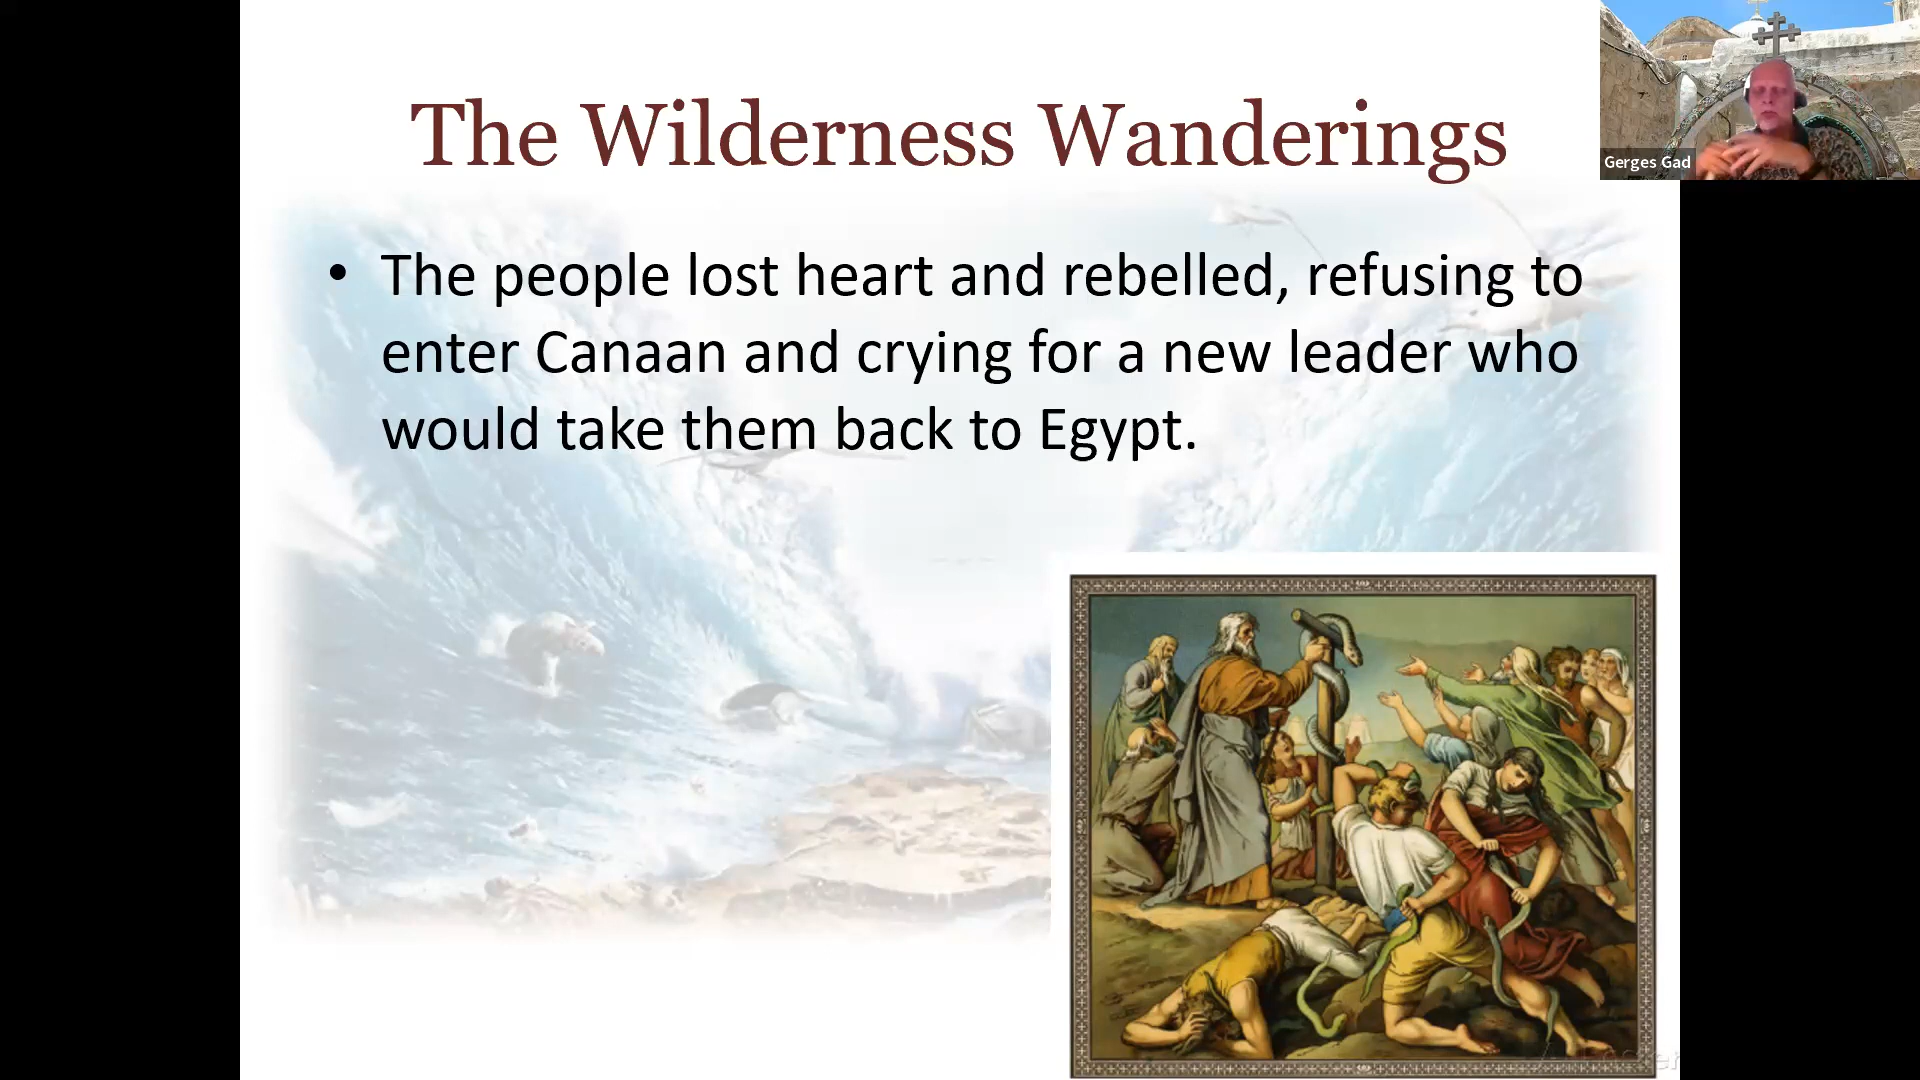 The Wilderness Wanderings
Gerges Gad
• The people lost heart and rebelled, refusing to
enter Canaan and crying for a new leader who
would take them back to Egypt.